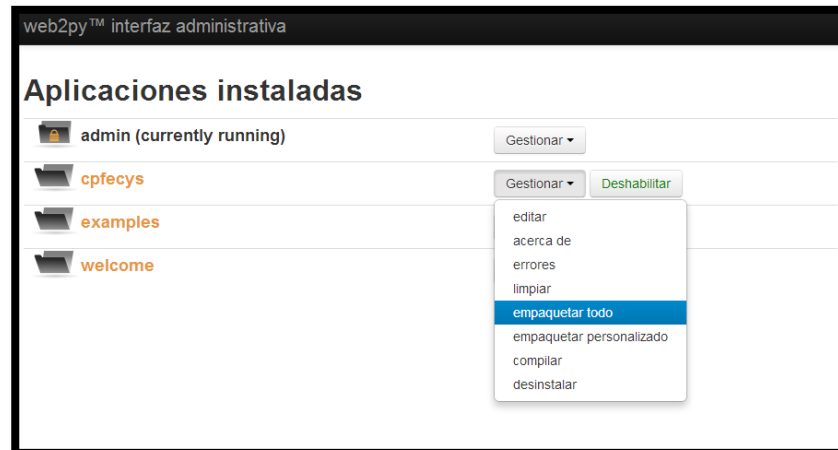 web2py™ interfaz administrativa
Aplicaciones instaladas
admin (currently running)
Gestionar
cpfecys
Gestionar
Deshabilitar
examples
welcome
editar
acerca de
errores
limpiar
empaquetar todo
empaquetar personalizado
compilar
desinstalar